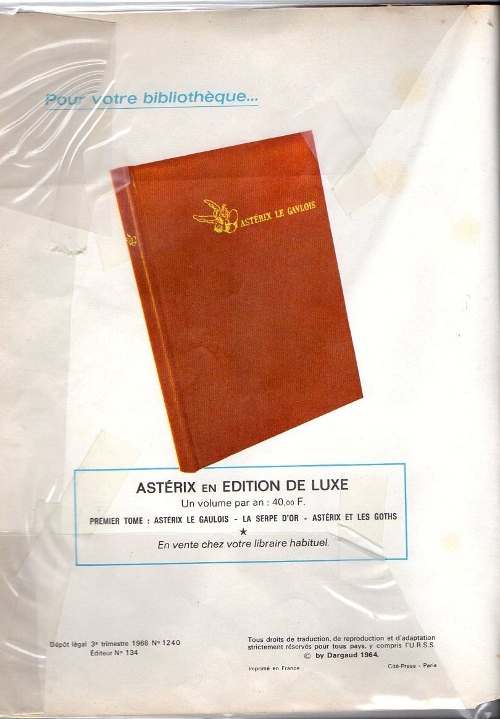 Pour votre bibliothèque...
ASTÉRIX LE GAVLOIS
ASTÉRIX EN EDITION DE LUXE
Un volume par an : 40,00 F.
PREMIER TOME : ASTÉRIX LE GAULOIS - LA SERPE D'OR - ASTÉRIX ET LES GOTHS
★
En vente chez votre libraire habituel.
Dépôt légal 3e trimestre 1968 No 1240
Éditeur No 134
Tous droits de traduction, de reproduction et d'adaptation
strictement réservés pour tous pays, y compris l'U.R.S.S.
© by Dargaud 1964.
Imprimé en France
Cité-Press - Paris